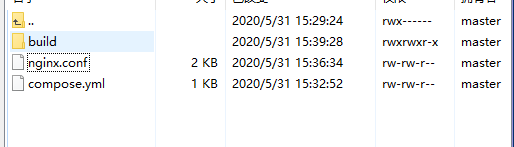 大小
.. 2020/5/31 15:29:24 rwx------ master
build 2020/5/31 15:39:28 rwxrwxr-x master
nginx.conf 2 KB 2020/5/31 15:36:34 rw-rw-r-- master
compose.yml 1 KB 2020/5/31 15:32:52 rw-rw-r-- master